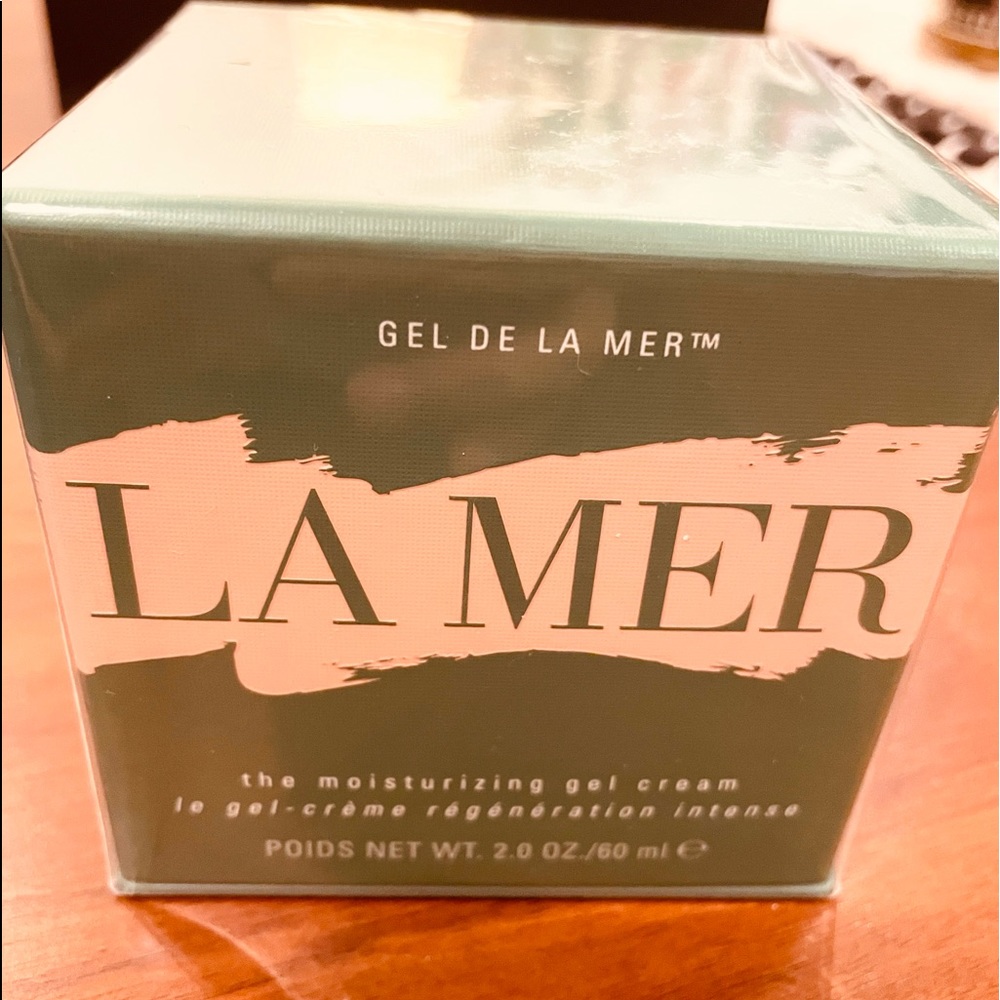 GEL DE LA MER™
LA MER
the moisturizing gel cream
le gel-crème régénération intense
POIDS NET WT. 2.0 OZ./60 ml ℮